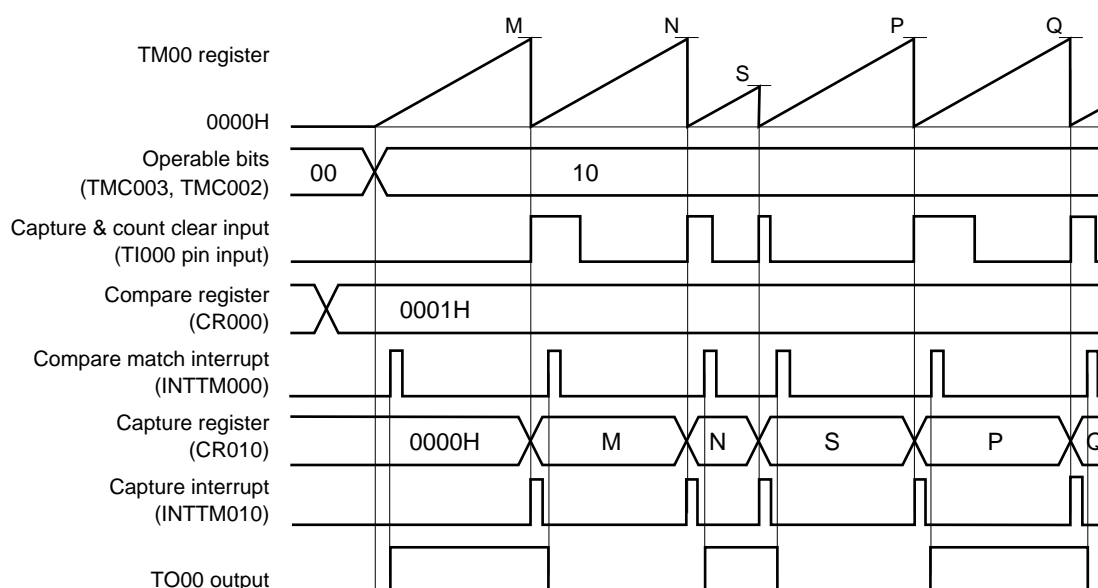 M N S P Q
TM00 register
0000H
Operable bits
(TMC003, TMC002)
00 10
Capture & count clear input
(TI000 pin input)
Compare register
(CR000)
0001H
Compare match interrupt
(INTTM000)
Capture register
(CR010)
0000H M N S P Q
Capture interrupt
(INTTM010)
TO00 output